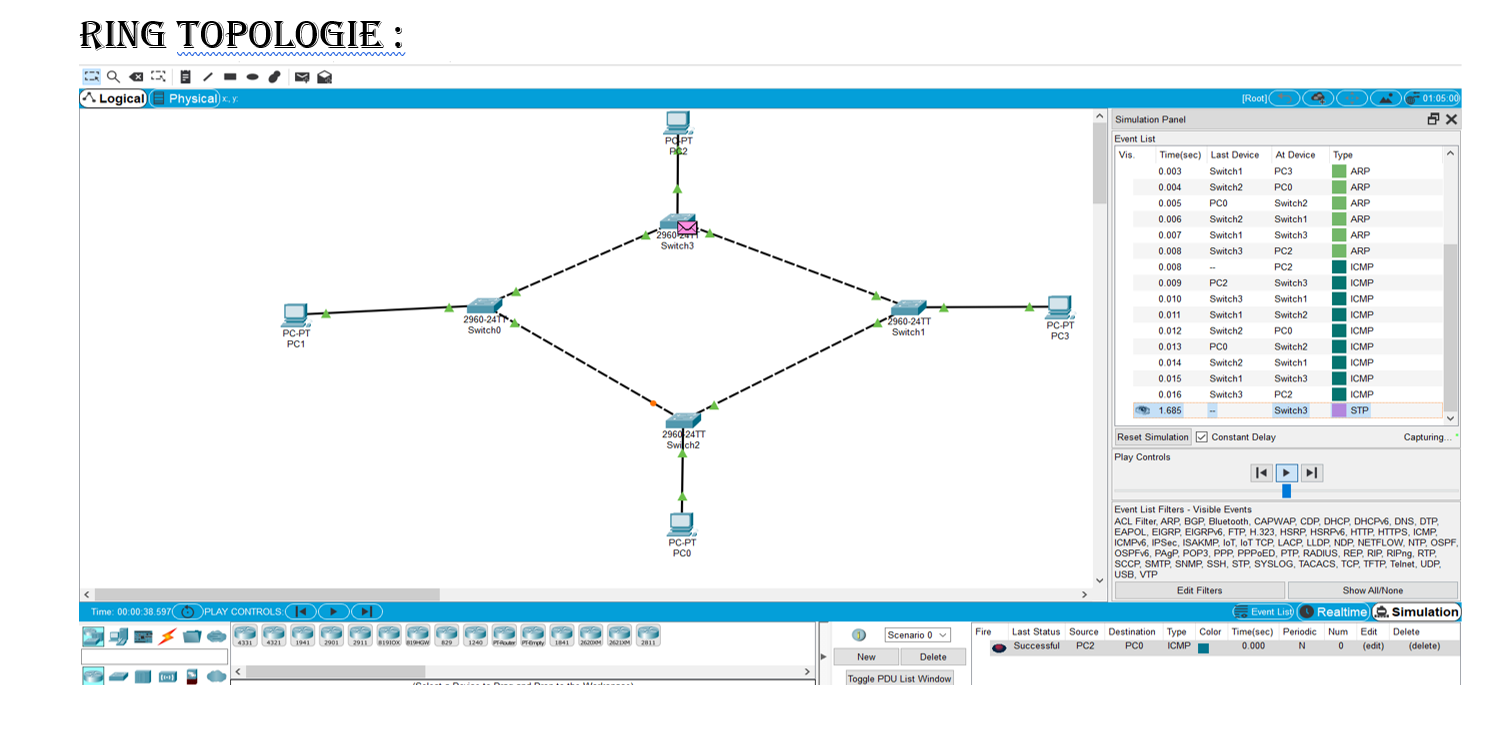 RING TOPOLOGIE :
Logical Physical x: y:
[Root] 01:05:00
PC-PT
PC2
2960-24TT
Switch3
PC-PT
PC1
2960-24TT
Switch0
2960-24TT
Switch1
PC-PT
PC3
2960-24TT
Switch2
PC-PT
PC0
Simulation Panel
Event List
Vis. Time(sec) Last Device At Device Type
0.003 Switch1 PC3 ARP
0.004 Switch2 PC0 ARP
0.005 PC0 Switch2 ARP
0.006 Switch2 Switch1 ARP
0.007 Switch1 Switch3 ARP
0.008 Switch3 PC2 ARP
0.008 -- PC2 ICMP
0.009 PC2 Switch3 ICMP
0.010 Switch3 Switch1 ICMP
0.011 Switch1 Switch2 ICMP
0.012 Switch2 PC0 ICMP
0.013 PC0 Switch2 ICMP
0.014 Switch2 Switch1 ICMP
0.015 Switch1 Switch3 ICMP
0.016 Switch3 PC2 ICMP
1.685 -- Switch3 STP
Reset Simulation Constant Delay Capturing...
Play Controls
Event List Filters - Visible Events
ACL Filter, ARP, BGP, Bluetooth, CAPWAP, CDP, DHCP, DHCPv6, DNS, DTP,
EAPOL, EIGRP, EIGRPv6, FTP, H.323, HSRP, HSRPv6, HTTP, HTTPS, ICMP,
ICMPv6, IPSec, ISAKMP, IoT, IoT TCP, LACP, LLDP, NDP, NETFLOW, NTP, OSPF,
OSPFv6, PAgP, POP3, PPP, PPPoED, PTP, RADIUS, REP, RIP, RIPng, RTP,
SCCP, SMTP, SNMP, SSH, STP, SYSLOG, TACACS, TCP, TFTP, Telnet, UDP,
USB, VTP
Edit Filters Show All/None
Time: 00:00:38.597 PLAY CONTROLS:
Event List Realtime Simulation
4331 4321 1941 2901 2911 819IOX 819HGW 829 1240 PT-Router PT-Empty 1841 2620XM 2621XM 2811
(Select a Device to Drag and Drop to the Workspace)
Scenario 0
New Delete
Toggle PDU List Window
Fire Last Status Source Destination Type Color Time(sec) Periodic Num Edit Delete
Successful PC2 PC0 ICMP 0.000 N 0 (edit) (delete)